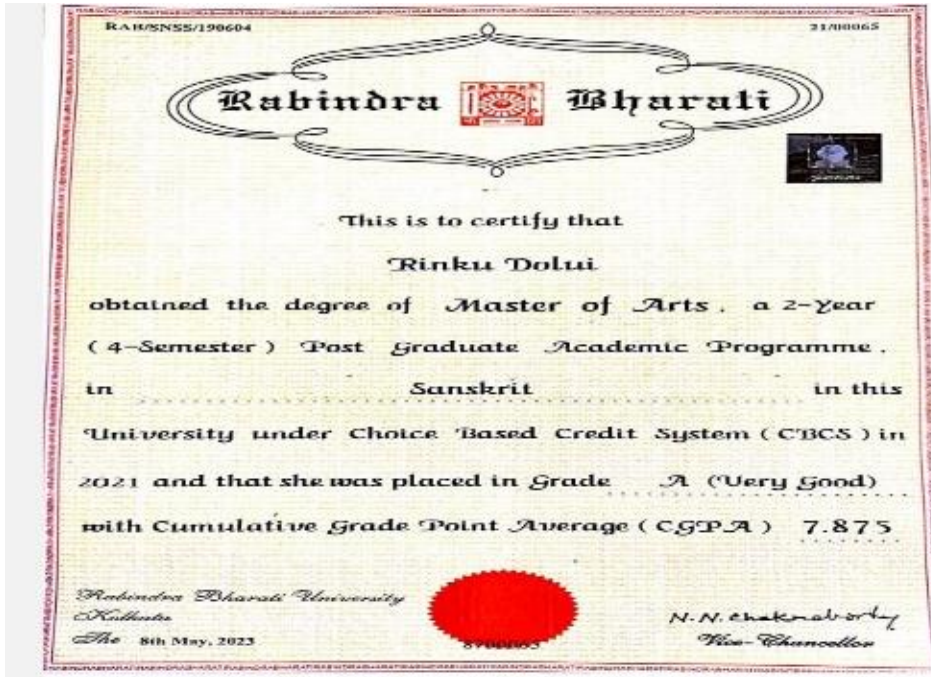 RAB/SNSS/190604 21/00065
Rabindra Bharati
This is to certify that
Rinku Dolui
obtained the degree of Master of Arts, a 2-Year
(4-Semester) Post Graduate Academic Programme,
in Sanskrit in this
University under Choice Based Credit System (CBCS) in
2021 and that she was placed in Grade A (Very Good)
with Cumulative Grade Point Average (CGPA) 7.875
Rabindra Bharati University
Kolkata
The 8th May, 2023
N.N. Chakraborty
Vice-Chancellor